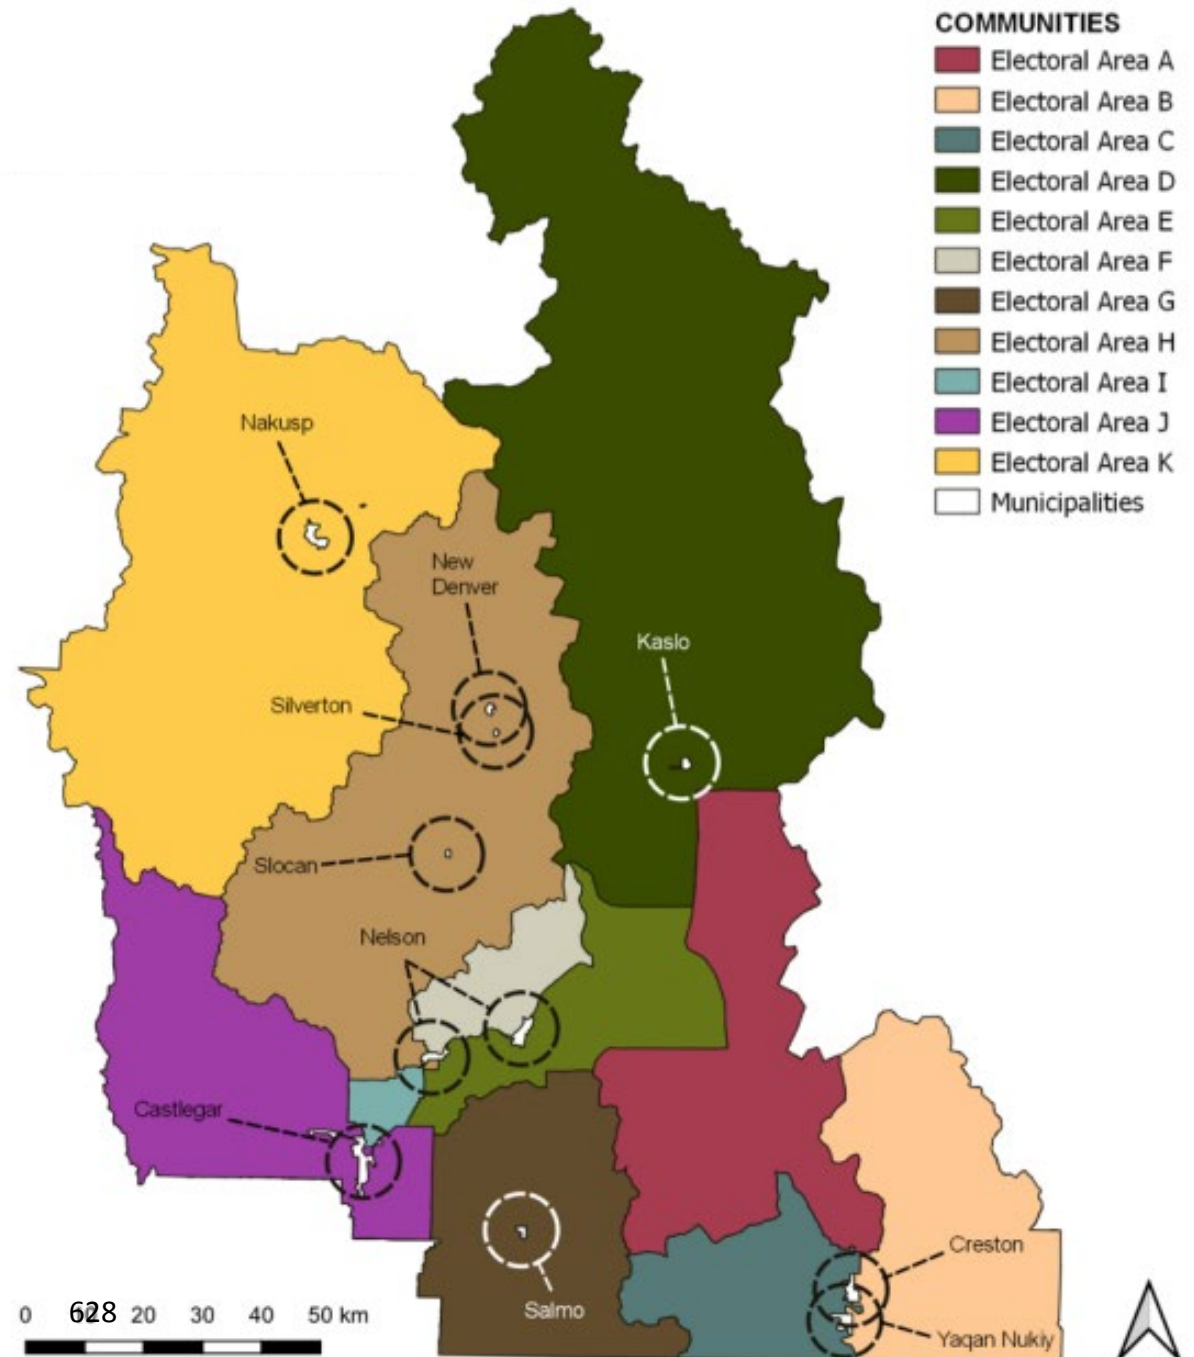 COMMUNITIES
Electoral Area A
Electoral Area B
Electoral Area C
Electoral Area D
Electoral Area E
Electoral Area F
Electoral Area G
Electoral Area H
Electoral Area I
Electoral Area J
Electoral Area K
Municipalities
Nakusp
New
Denver
Kaslo
Silverton
Slocan
Nelson
Castlegar
Creston
Salmo
Yaqan Nukiy
0 10 20 30 40 50 km
628